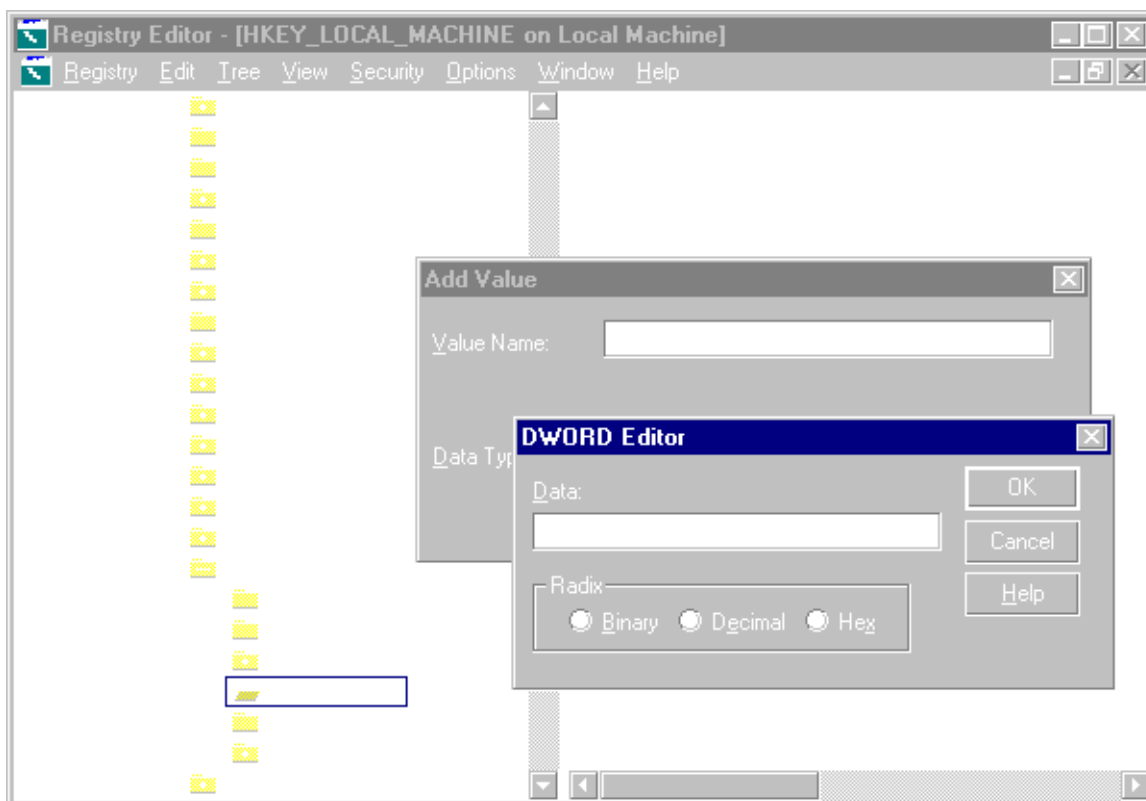 Registry Editor - [HKEY_LOCAL_MACHINE on Local Machine]
Registry Edit Tree View Security Options Window Help
Add Value
Value Name:
DWORD Editor
Data Typ
Data:
OK
Cancel
Radix
Binary Decimal Hex
Help